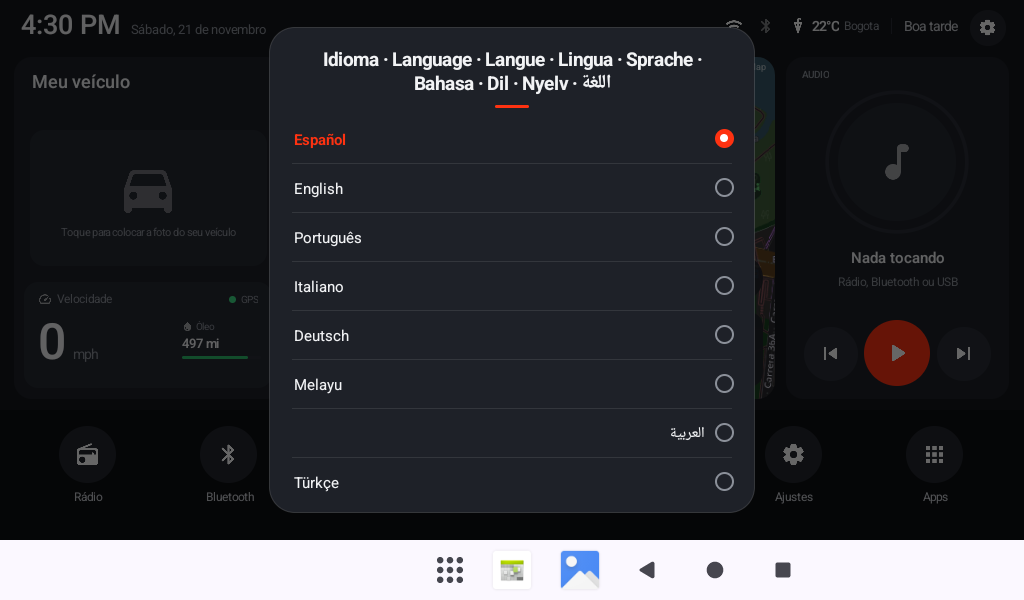 4:30 PM
Sábado, 21 de novembro
22°C
Bogota
Boa tarde
Meu veículo
Toque para colocar a foto do seu veículo
Velocidade
GPS
0
mph
Óleo
497 mi
Idioma · Language · Langue · Lingua · Sprache ·
Bahasa · Dil · Nyelv · اللغة
Español
English
Português
Italiano
Deutsch
Melayu
العربية
Türkçe
AUDIO
Nada tocando
Rádio, Bluetooth ou USB
Rádio
Bluetooth
Ajustes
Apps